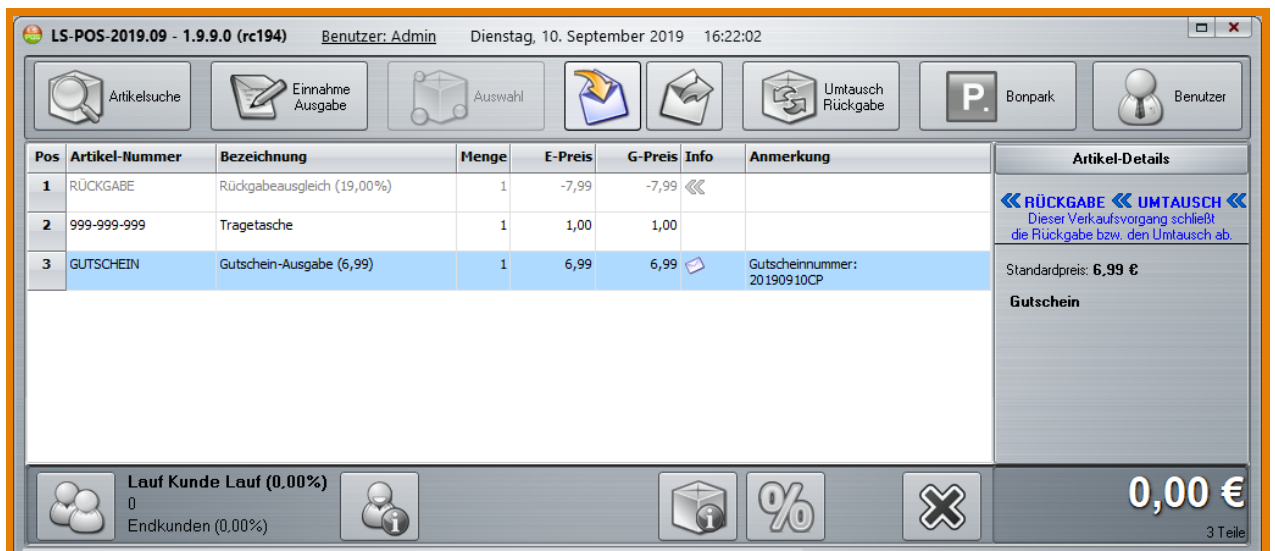 LS-POS-2019.09 - 1.9.9.0 (rc194) Benutzer: Admin Dienstag, 10. September 2019 16:22:02
Artikelsuche
Einnahme
Ausgabe
Auswahl
Umtausch
Rückgabe
P.
Bonpark
Benutzer
Pos Artikel-Nummer Bezeichnung Menge E-Preis G-Preis Info Anmerkung
1 RÜCKGABE Rückgabeausgleich (19,00%) 1 -7,99 -7,99
2 999-999-999 Tragetasche 1 1,00 1,00
3 GUTSCHEIN Gutschein-Ausgabe (6,99) 1 6,99 6,99 Gutscheinnummer:
20190910CP
Artikel-Details
RÜCKGABE UMTAUSCH
Dieser Verkaufsvorgang schließt
die Rückgabe bzw. den Umtausch ab.
Standardpreis: 6,99 €
Gutschein
Lauf Kunde Lauf (0,00%)
0
Endkunden (0,00%)
%
0,00 €
3 Teile